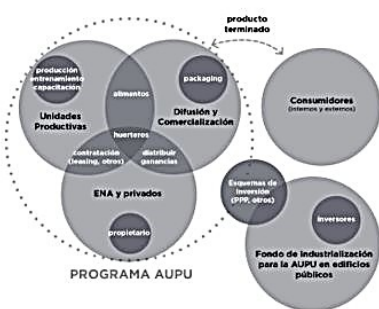 producto
terminado
producción
entrenamiento
capacitación
packaging
alimentos
Unidades
Productivas
Difusión y
Comercialización
Consumidores
(internos y externos)
huerteros
contratación
(leasing, otros)
distribuir
ganancias
ENA y privados
Esquemas de
Inversión
(PPP, otros)
propietario
inversores
Fondo de industrialización
para la AUPU en edificios
públicos
PROGRAMA AUPU